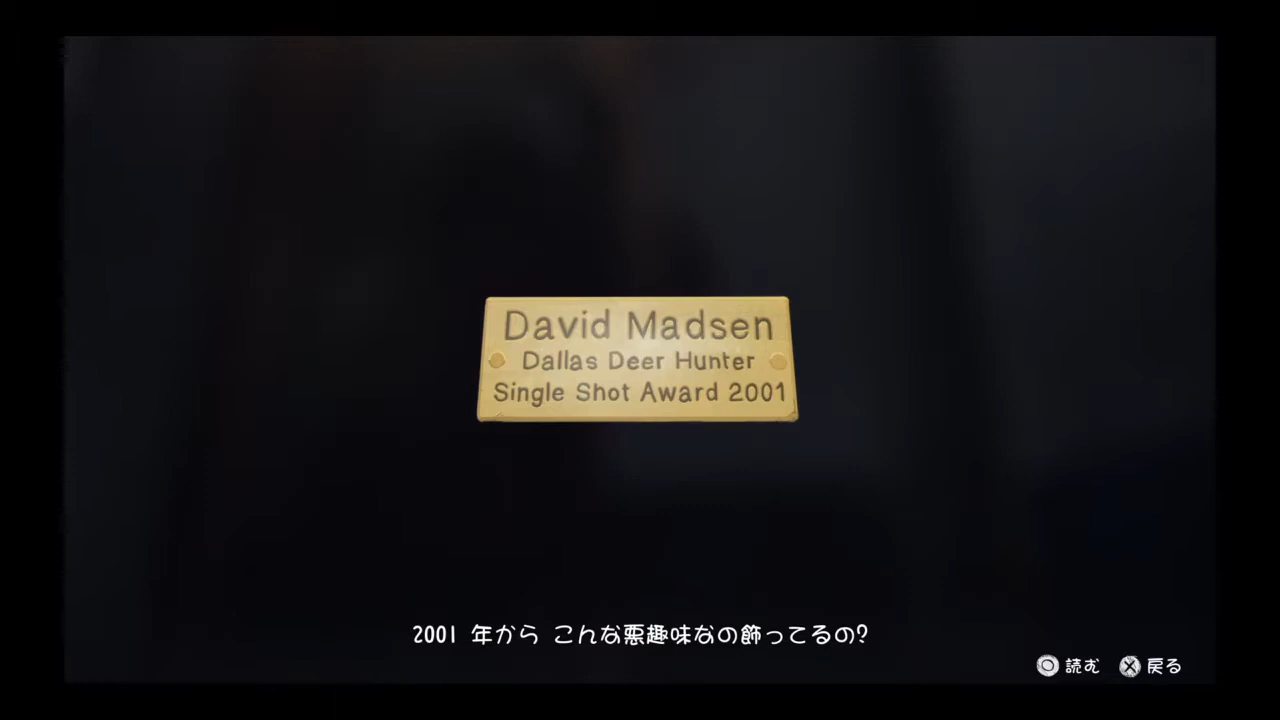 David Madsen
Dallas Deer Hunter
Single Shot Award 2001
2001 年から こんな悪趣味なの飾ってるの?
読む 戻る